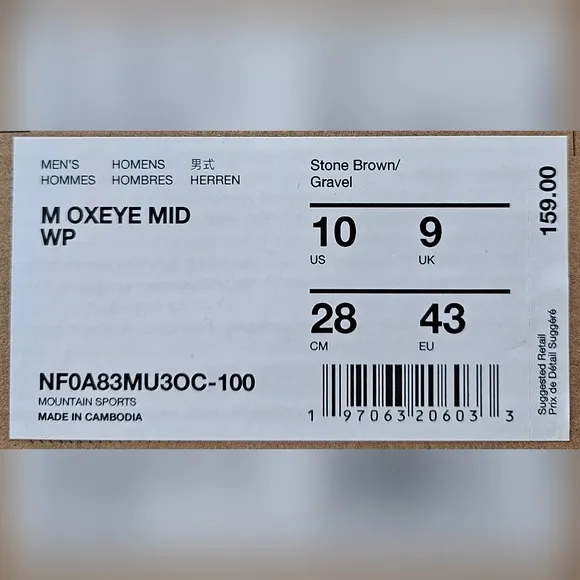 MEN'S HOMENS 男式
HOMMES HOMBRES HERREN
M OXEYE MID
WP
NF0A83MU3OC-100
MOUNTAIN SPORTS
MADE IN CAMBODIA
Stone Brown/
Gravel
10 9
US UK
28 43
CM EU
1 97063 20603 3
159.00
Suggested Retail
Prix de Détail Suggéré